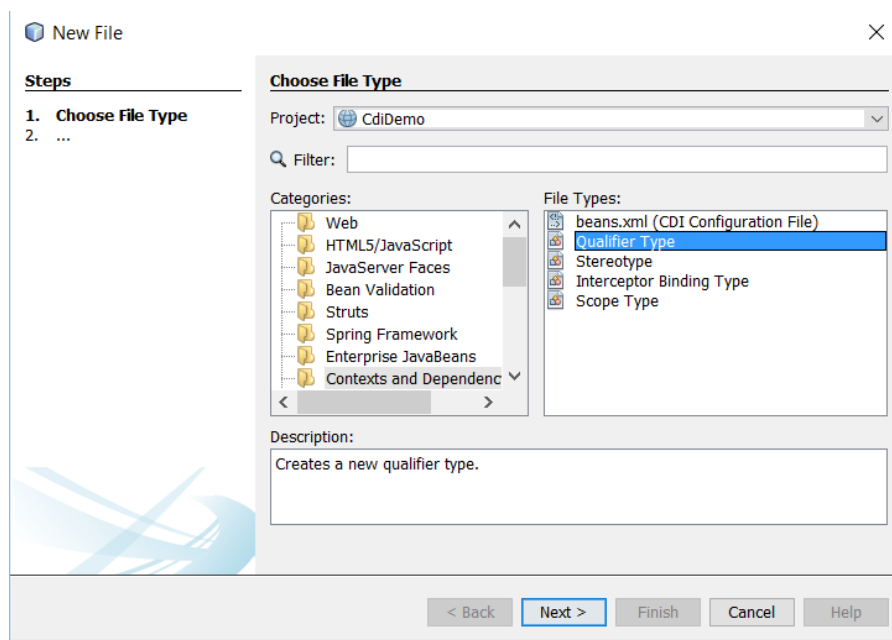 New File
Steps
1. Choose File Type
2. ...
Choose File Type
Project: CdiDemo
Filter:
Categories:
Web
HTML5/JavaScript
JavaServer Faces
Bean Validation
Struts
Spring Framework
Enterprise JavaBeans
Contexts and Dependenc
File Types:
beans.xml (CDI Configuration File)
Qualifier Type
Stereotype
Interceptor Binding Type
Scope Type
Description:
Creates a new qualifier type.
< Back Next > Finish Cancel Help